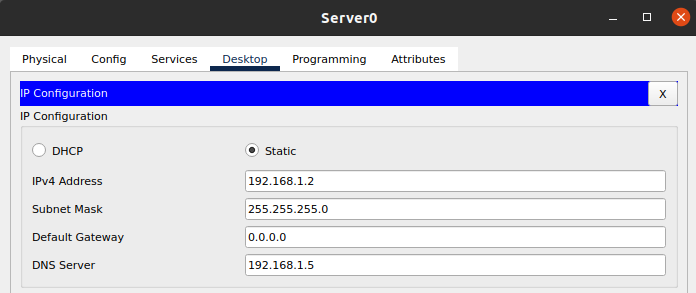 Server0
Physical Config Services Desktop Programming Attributes
IP Configuration X
IP Configuration
DHCP Static
IPv4 Address 192.168.1.2
Subnet Mask 255.255.255.0
Default Gateway 0.0.0.0
DNS Server 192.168.1.5